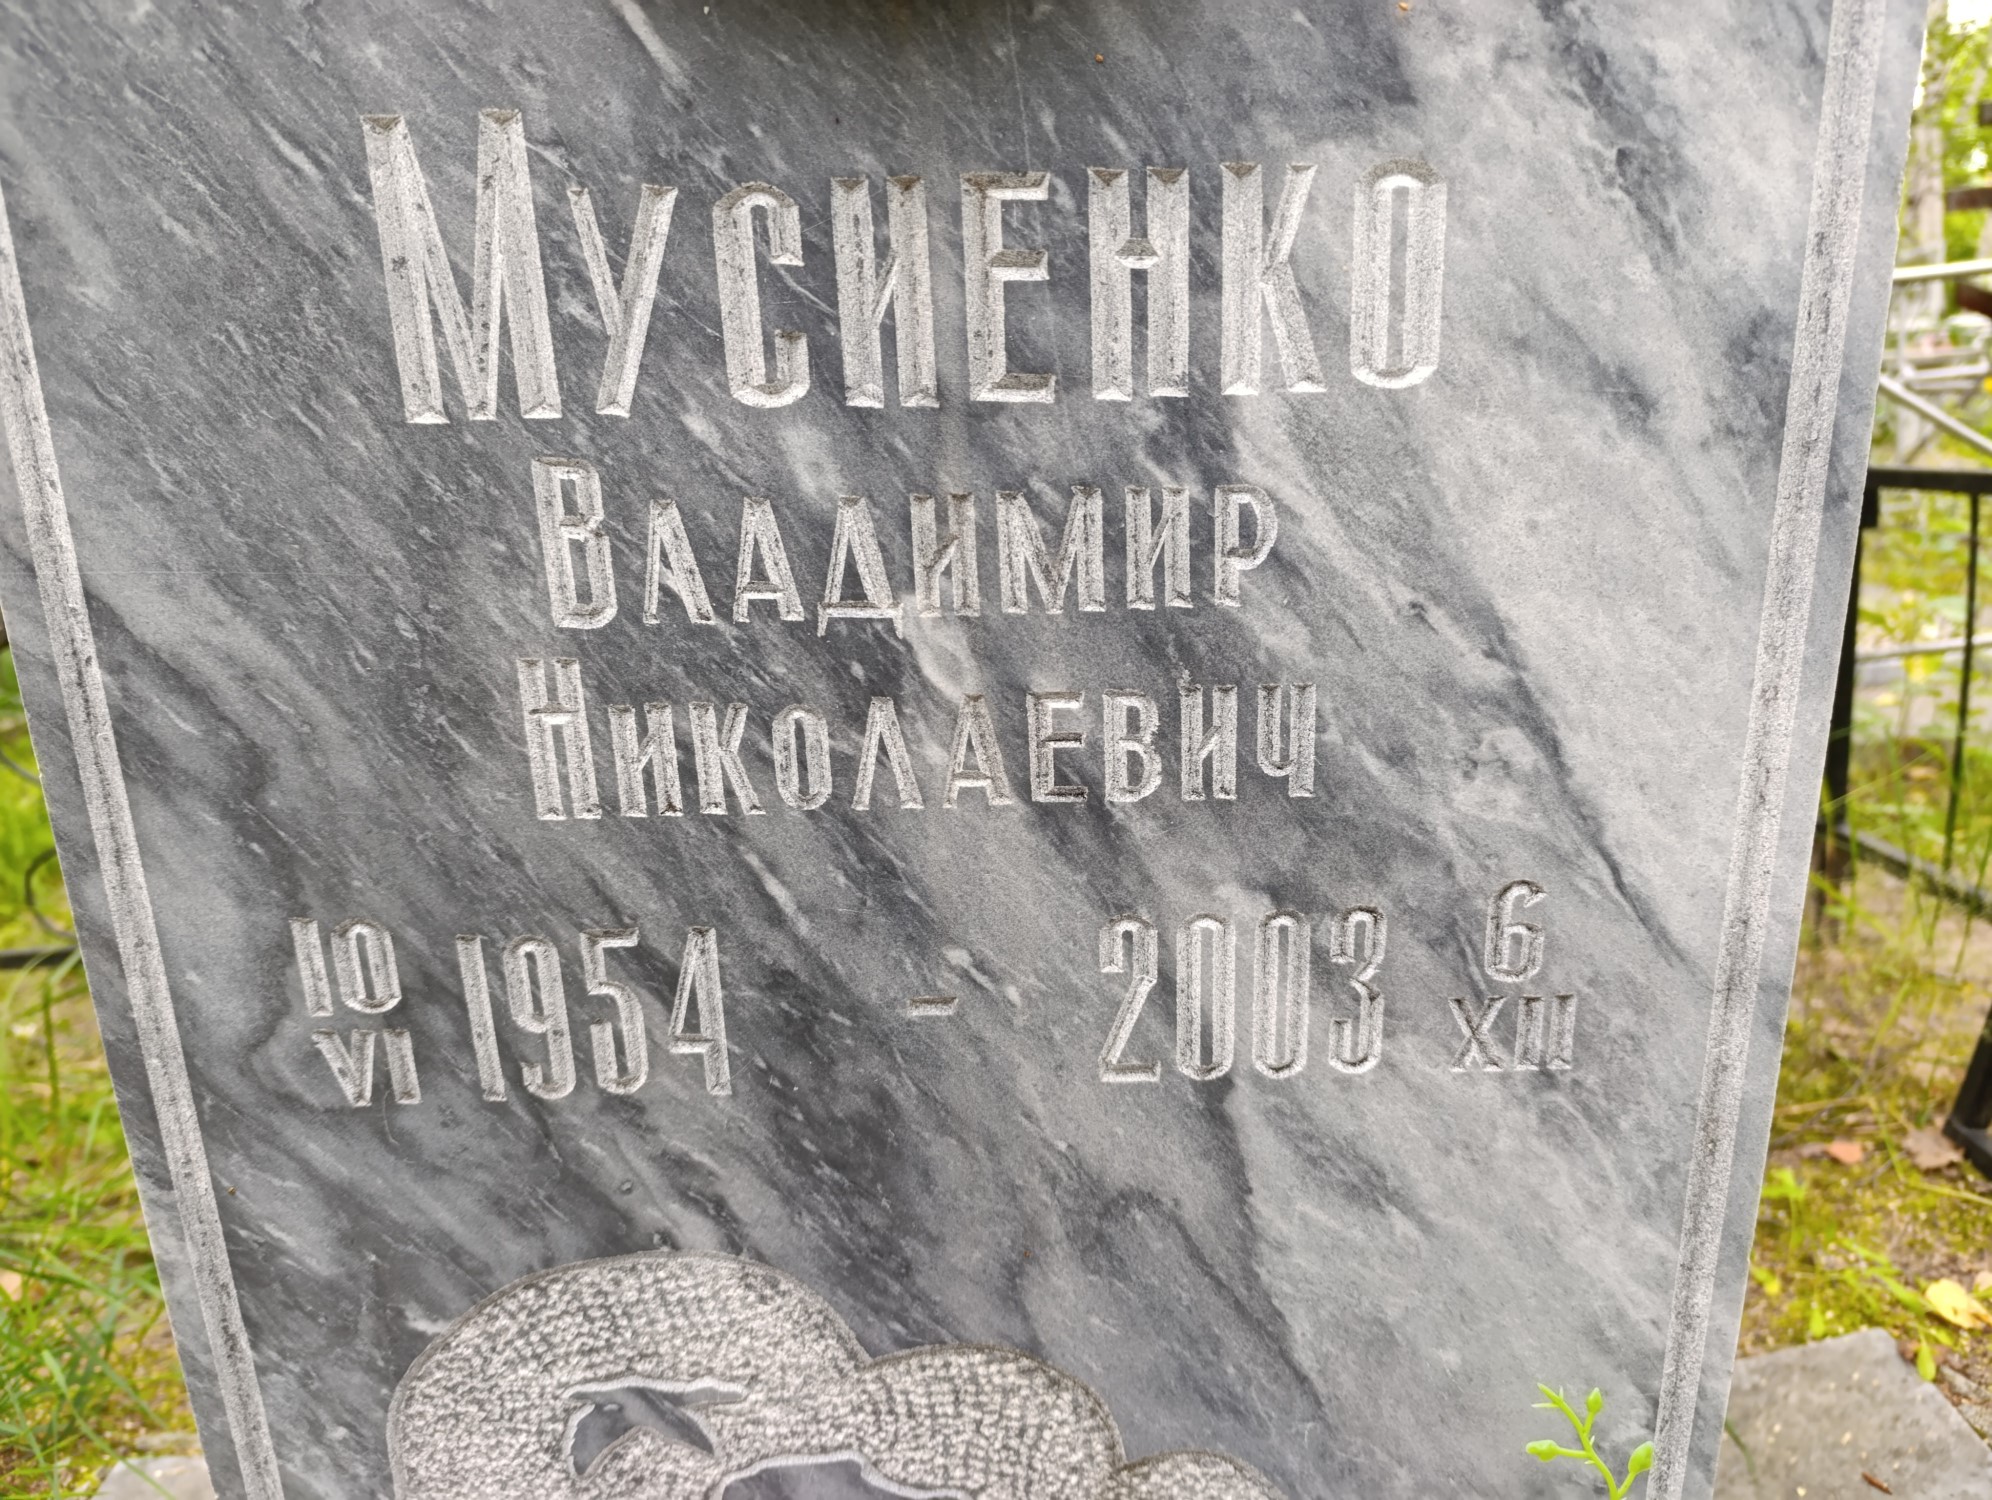 Мусиенко
Владимир
Николаевич
10 VI 1954 - 2003 6 XII